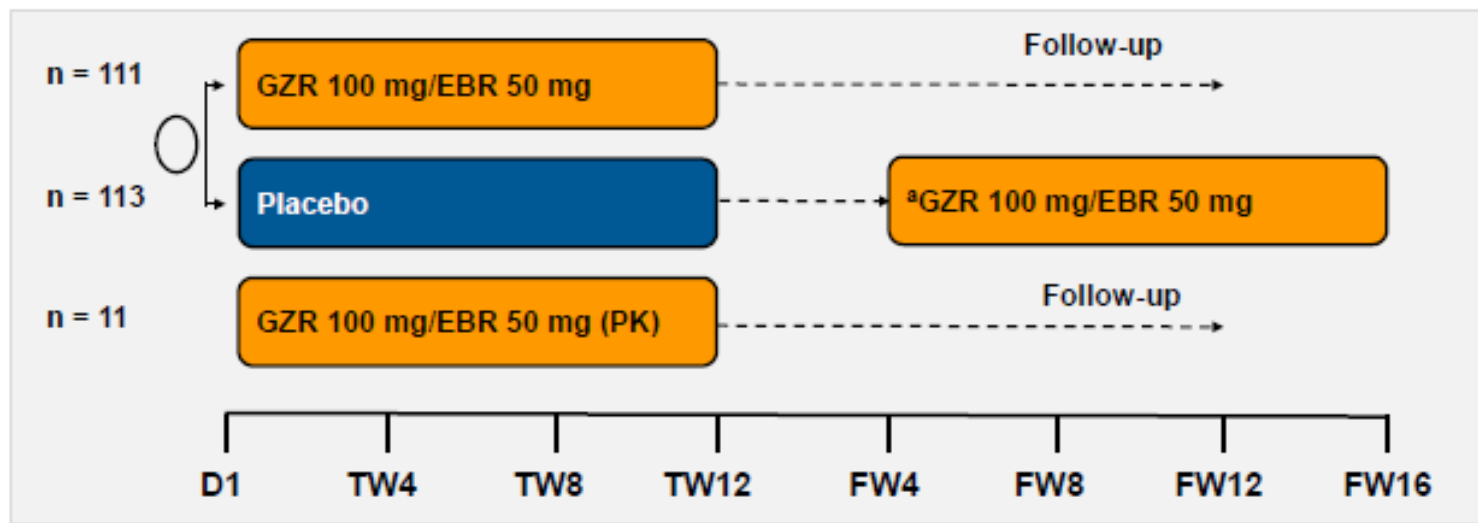 Follow-up
n = 111
GZR 100 mg/EBR 50 mg
n = 113
Placebo
ᵃGZR 100 mg/EBR 50 mg
Follow-up
n = 11
GZR 100 mg/EBR 50 mg (PK)
D1 TW4 TW8 TW12 FW4 FW8 FW12 FW16